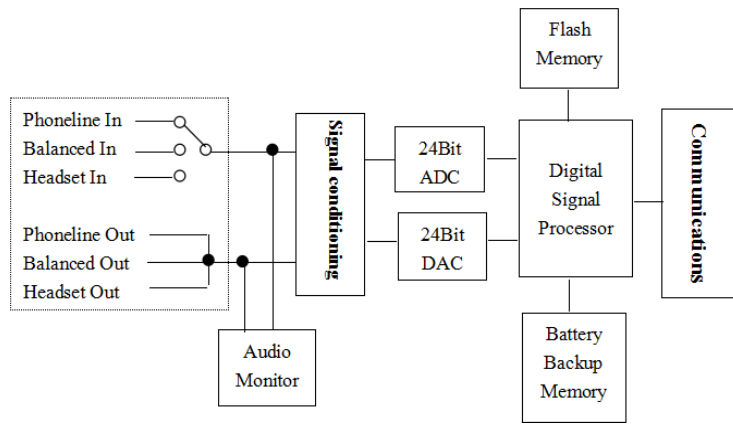 Flash
Memory
Phoneline In
Balanced In
Headset In
Signal conditioning
24Bit
ADC
Digital
Signal
Processor
Communications
Phoneline Out
Balanced Out
Headset Out
24Bit
DAC
Audio
Monitor
Battery
Backup
Memory